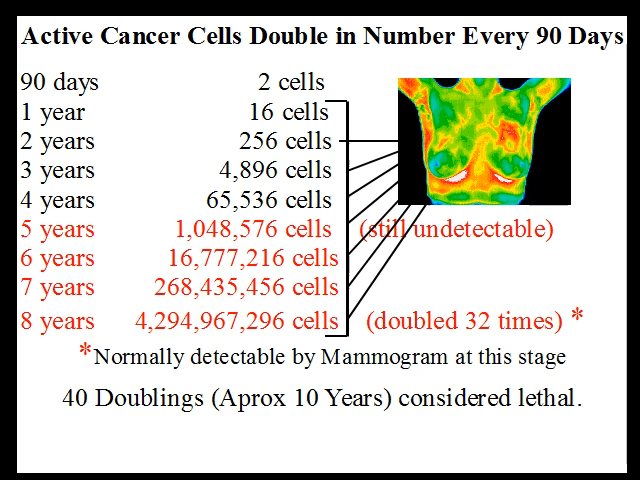 Active Cancer Cells Double in Number Every 90 Days
90 days 2 cells
1 year 16 cells
2 years 256 cells
3 years 4,896 cells
4 years 65,536 cells
5 years 1,048,576 cells (still undetectable)
6 years 16,777,216 cells
7 years 268,435,456 cells
8 years 4,294,967,296 cells (doubled 32 times) *
*Normally detectable by Mammogram at this stage
40 Doublings (Aprox 10 Years) considered lethal.